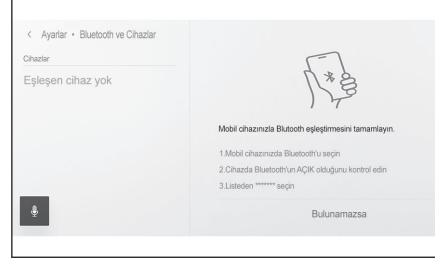 < Ayarlar • Bluetooth ve Cihazlar
Cihazlar
Eşleşen cihaz yok
Mobil cihazınızla Blutooth eşleştirmesini tamamlayın.
1.Mobil cihazınızda Bluetooth'u seçin
2.Cihazda Bluetooth'un AÇIK olduğunu kontrol edin
3.Listeden ******* seçin
Bulunamazsa